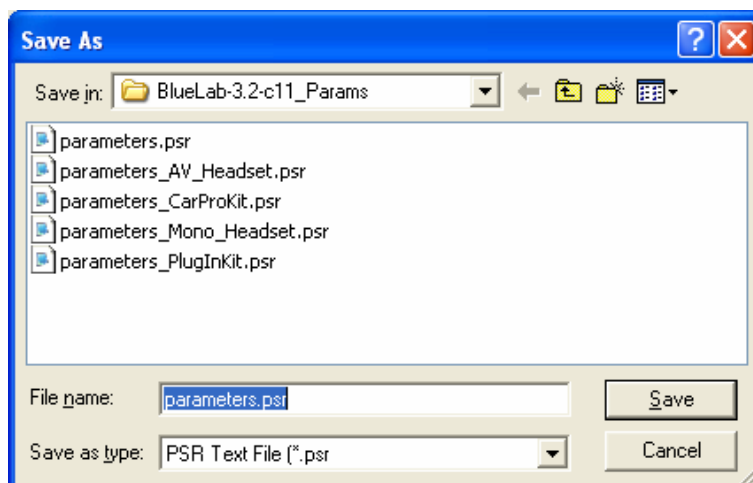 Save As
Save in: BlueLab-3.2-c11_Params
parameters.psr
parameters_AV_Headset.psr
parameters_CarProKit.psr
parameters_Mono_Headset.psr
parameters_PlugInKit.psr
File name: parameters.psr Save
Save as type: PSR Text File (*.psr Cancel